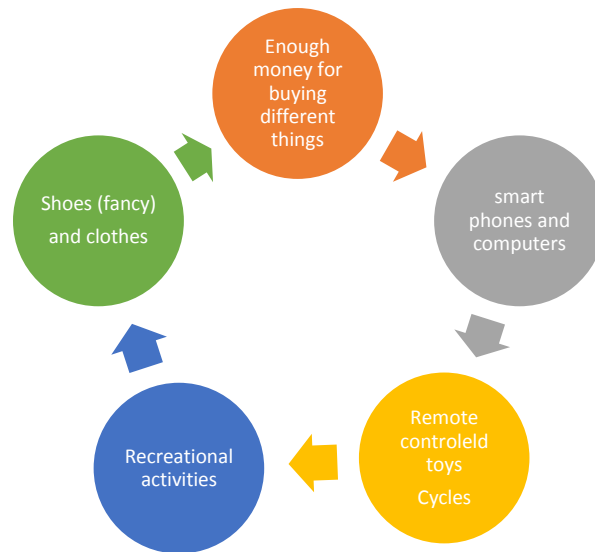 Enough
money for
buying
different
things
smart
phones and
computers
Remote
controleld
toys
Cycles
Recreational
activities
Shoes (fancy)
and clothes